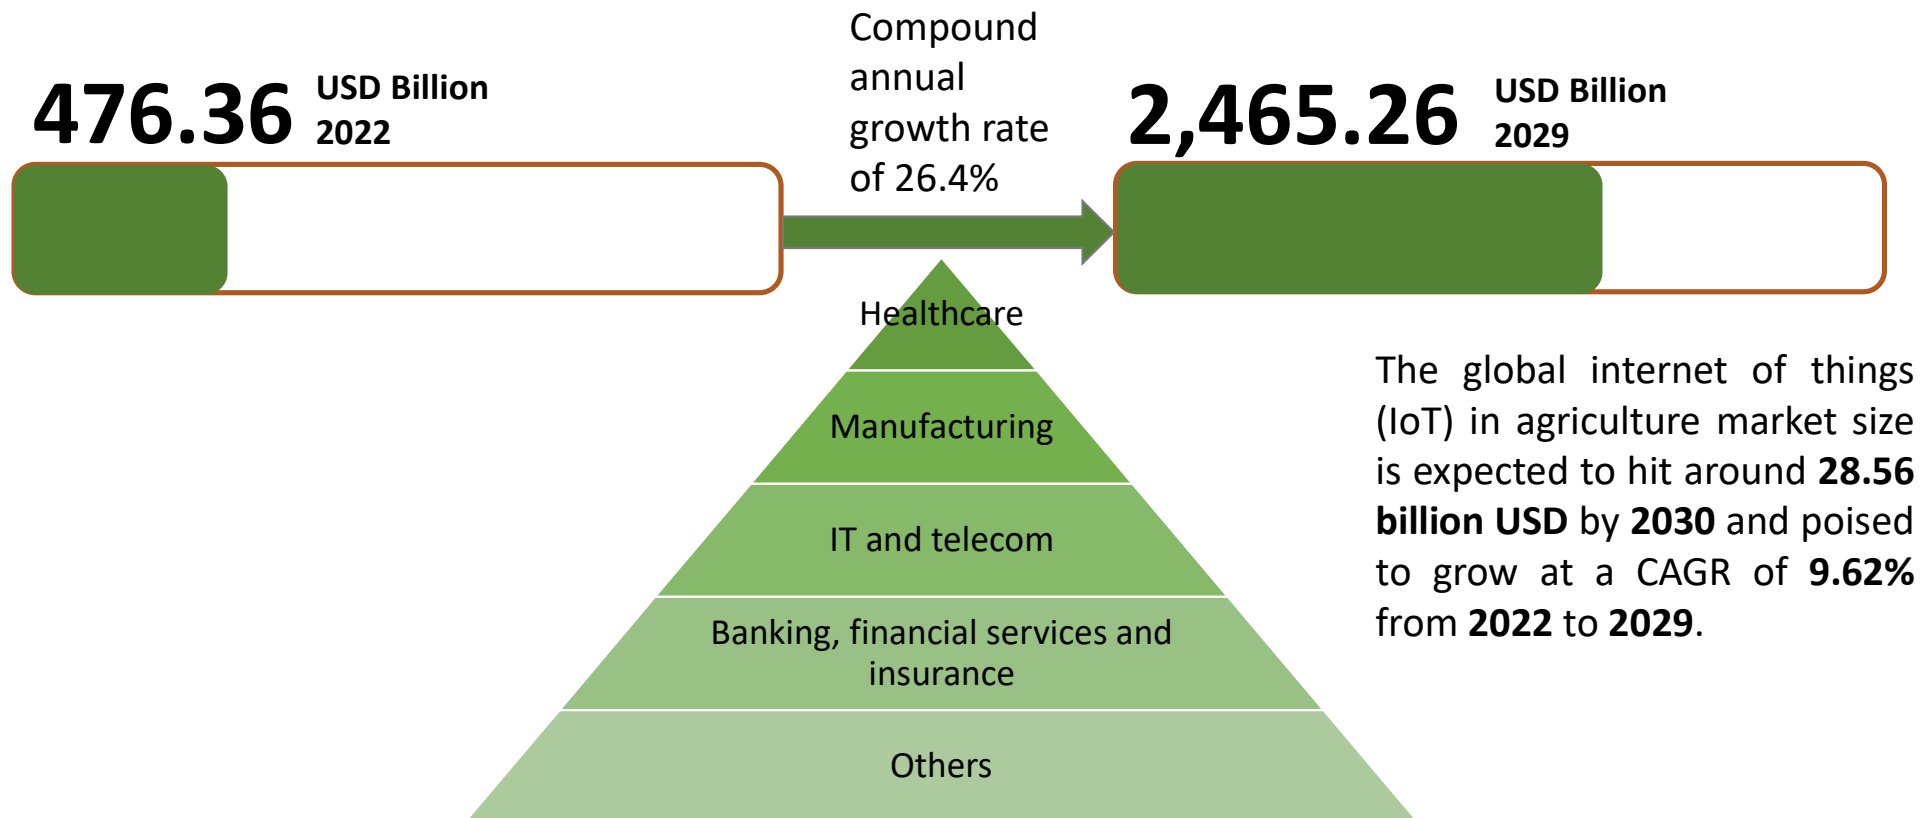 476.36
USD Billion
2022
Compound
annual
growth rate
of 26.4%
2,465.26
USD Billion
2029
Healthcare
Manufacturing
IT and telecom
Banking, financial services and
insurance
Others
The global internet of things
(IoT) in agriculture market size
is expected to hit around 28.56
billion USD by 2030 and poised
to grow at a CAGR of 9.62%
from 2022 to 2029.